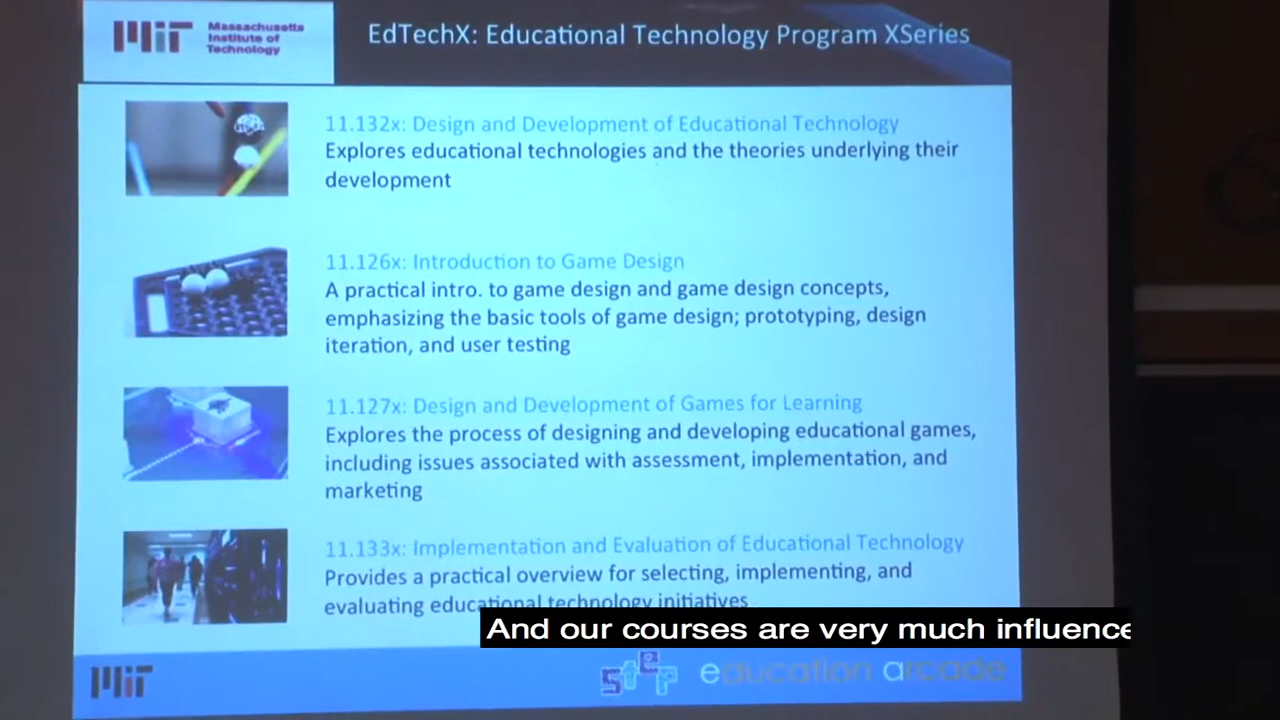 MIT
Massachusetts
Institute of
Technology
EdTechX: Educational Technology Program XSeries
11.132x: Design and Development of Educational Technology
Explores educational technologies and the theories underlying their
development
11.126x: Introduction to Game Design
A practical intro. to game design and game design concepts,
emphasizing the basic tools of game design; prototyping, design
iteration, and user testing
11.127x: Design and Development of Games for Learning
Explores the process of designing and developing educational games,
including issues associated with assessment, implementation, and
marketing
11.133x: Implementation and Evaluation of Educational Technology
Provides a practical overview for selecting, implementing, and
evaluating educational technology initiatives
And our courses are very much influence
MIT
step
education arcade